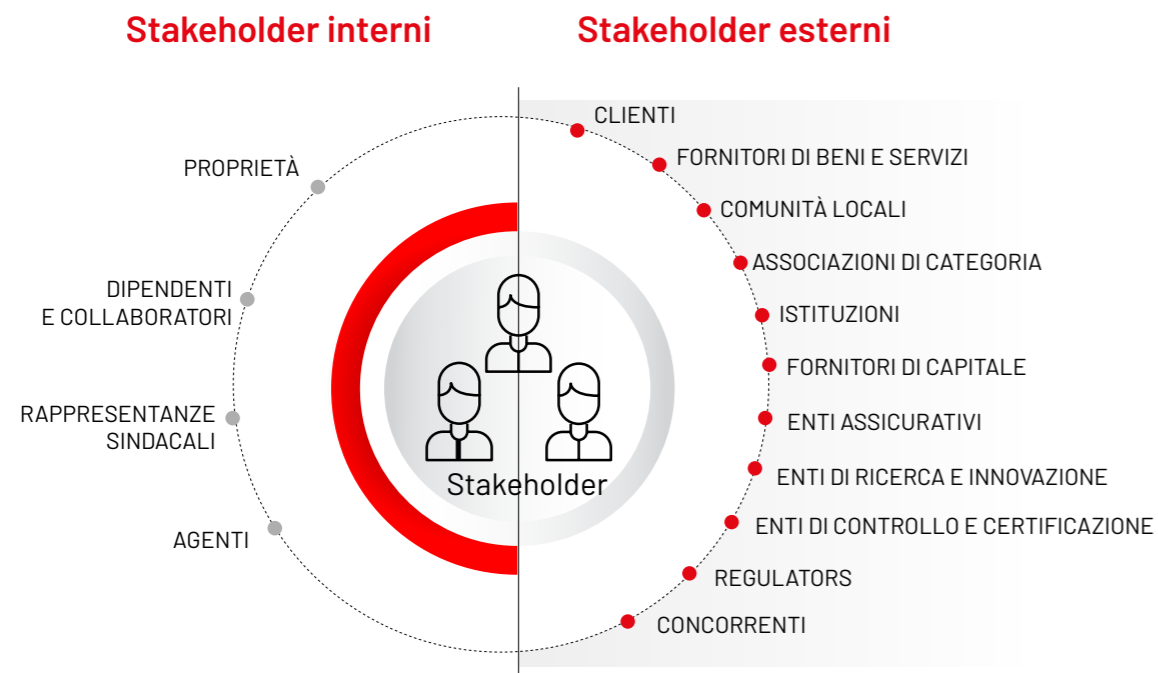 Stakeholder interni
Stakeholder esterni
PROPRIETÀ
DIPENDENTI
E COLLABORATORI
RAPPRESENTANZE
SINDACALI
AGENTI
Stakeholder
CLIENTI
FORNITORI DI BENI E SERVIZI
COMUNITÀ LOCALI
ASSOCIAZIONI DI CATEGORIA
ISTITUZIONI
FORNITORI DI CAPITALE
ENTI ASSICURATIVI
ENTI DI RICERCA E INNOVAZIONE
ENTI DI CONTROLLO E CERTIFICAZIONE
REGULATORS
CONCORRENTI